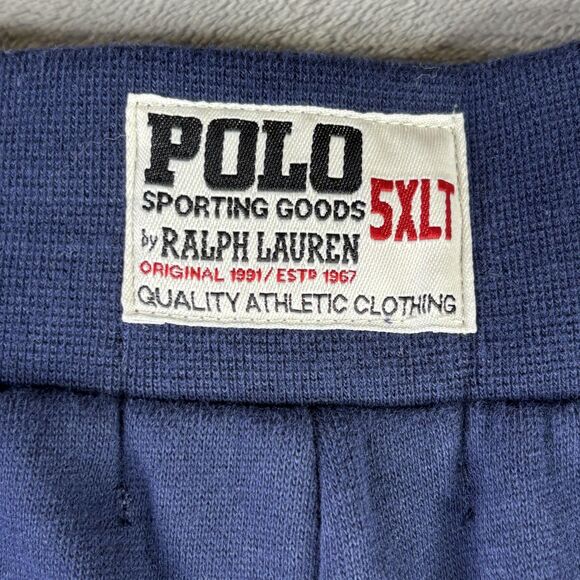 POLO
SPORTING GOODS 5XLT
by RALPH LAUREN
ORIGINAL 1991/ESTD 1967
QUALITY ATHLETIC CLOTHING